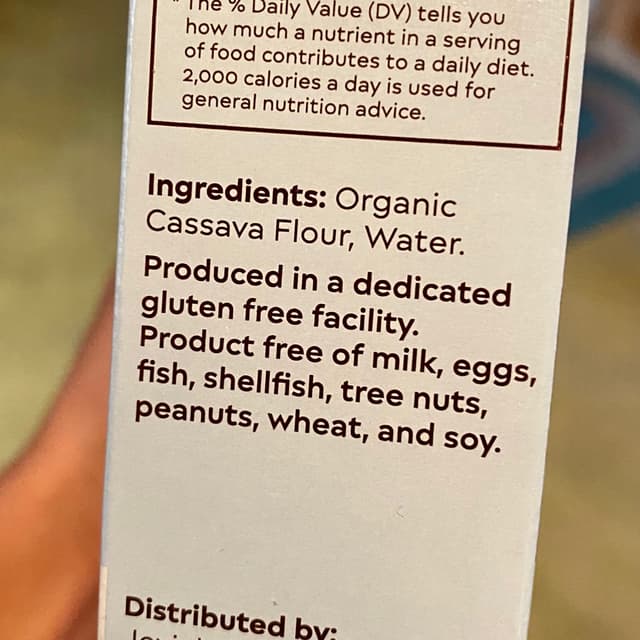 * The % Daily Value (DV) tells you
how much a nutrient in a serving
of food contributes to a daily diet.
2,000 calories a day is used for
general nutrition advice.
Ingredients: Organic
Cassava Flour, Water.
Produced in a dedicated
gluten free facility.
Product free of milk, eggs,
fish, shellfish, tree nuts,
peanuts, wheat, and soy.
Distributed by: